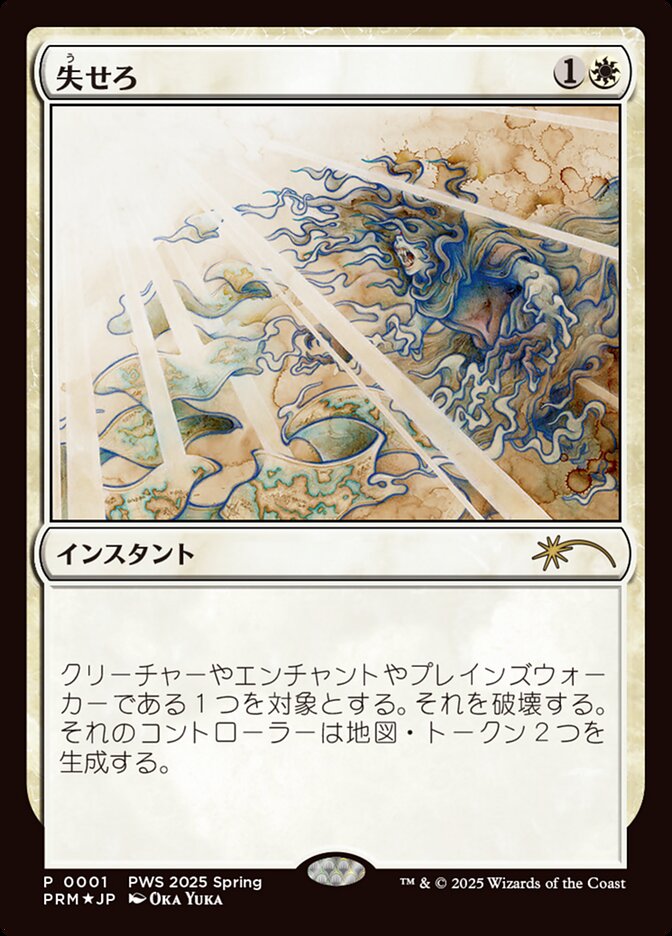 う
失せろ
1
インスタント
クリーチャーやエンチャントやプレインズウォー
カーである１つを対象とする。それを破壊する。
それのコントローラーは地図・トークン２つを
生成する。
P 0001 PWS 2025 Spring
PRM★JP OKA YUKA
™ & © 2025 Wizards of the Coast